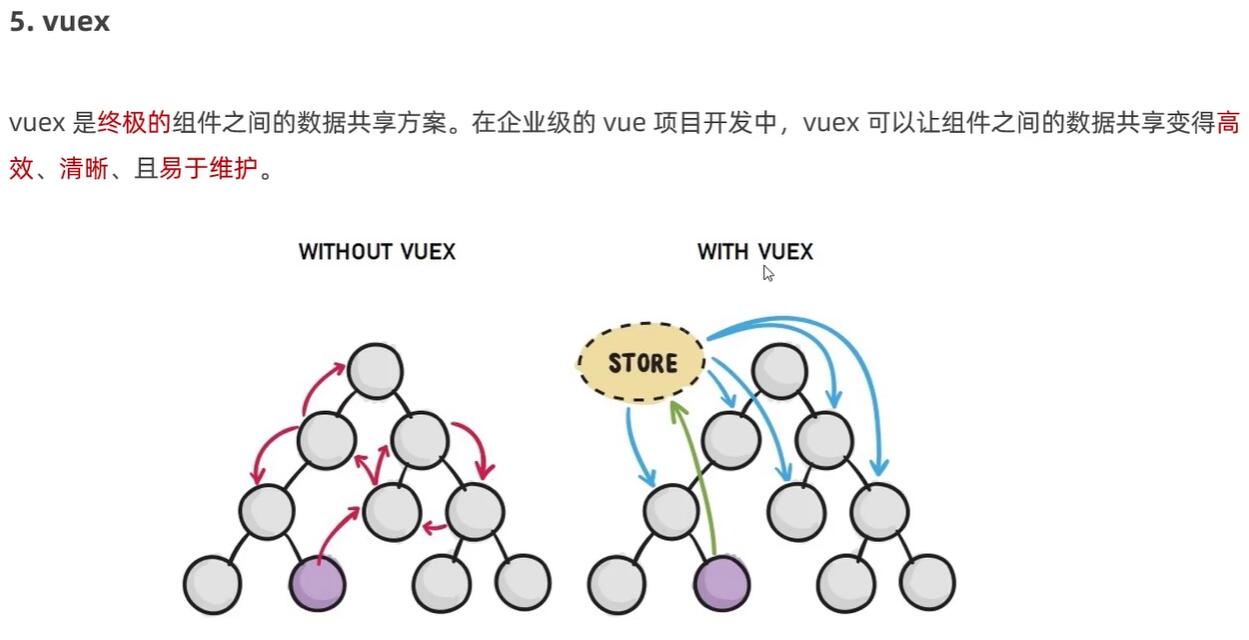 5. vuex
vuex 是终极的组件之间的数据共享方案。在企业级的 vue 项目开发中，vuex 可以让组件之间的数据共享变得高
效、清晰、且易于维护。
WITHOUT VUEX
WITH VUEX
STORE